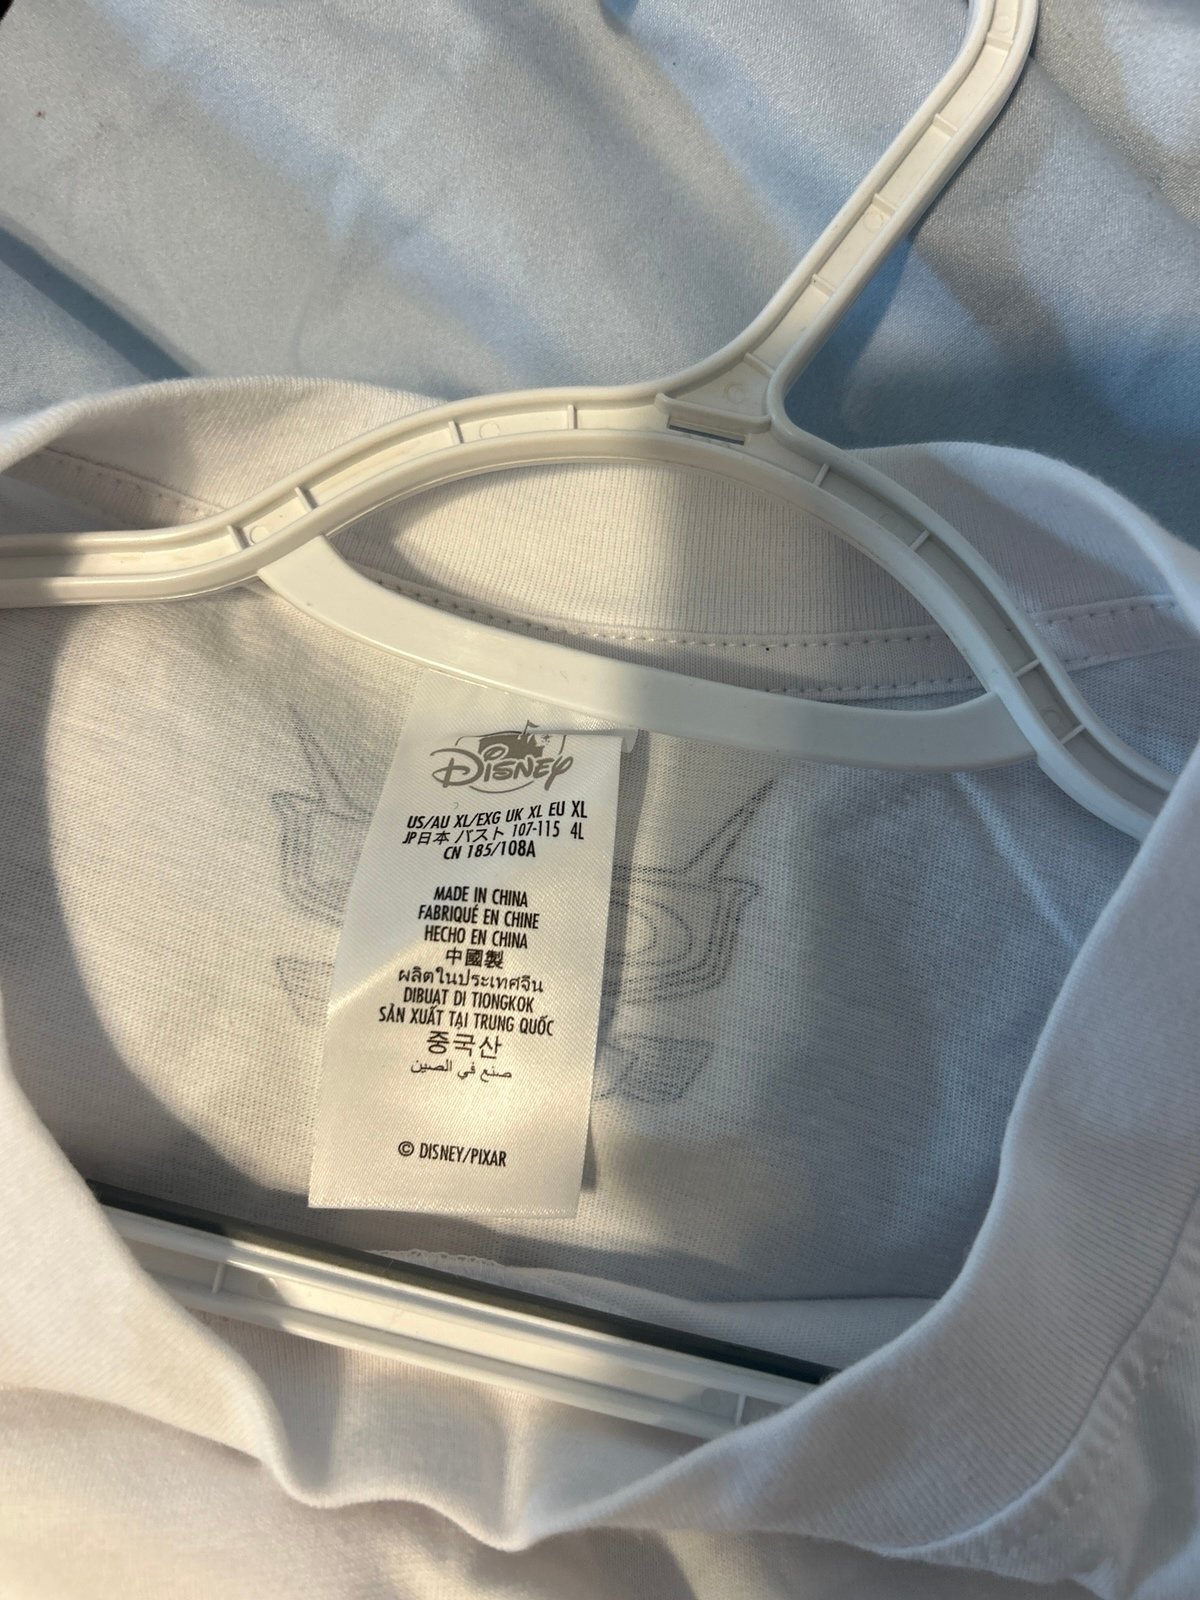 Disney
US/AU XL/EXG UK XL EU XL
JP日本 バスト 107-115 4L
CN 185/108A
MADE IN CHINA
FABRIQUÉ EN CHINE
HECHO EN CHINA
中國製
ผลิตในประเทศจีน
DIBUAT DI TIONGKOK
SẢN XUẤT TẠI TRUNG QUỐC
중국산
صنع في الصين
© DISNEY/PIXAR